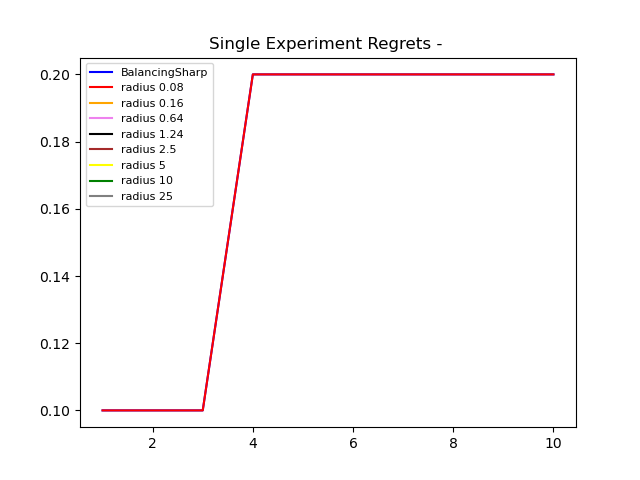 Single Experiment Regrets -
0.20
0.18
0.16
0.14
0.12
0.10
BalancingSharp
radius 0.08
radius 0.16
radius 0.64
radius 1.24
radius 2.5
radius 5
radius 10
radius 25
2 4 6 8 10